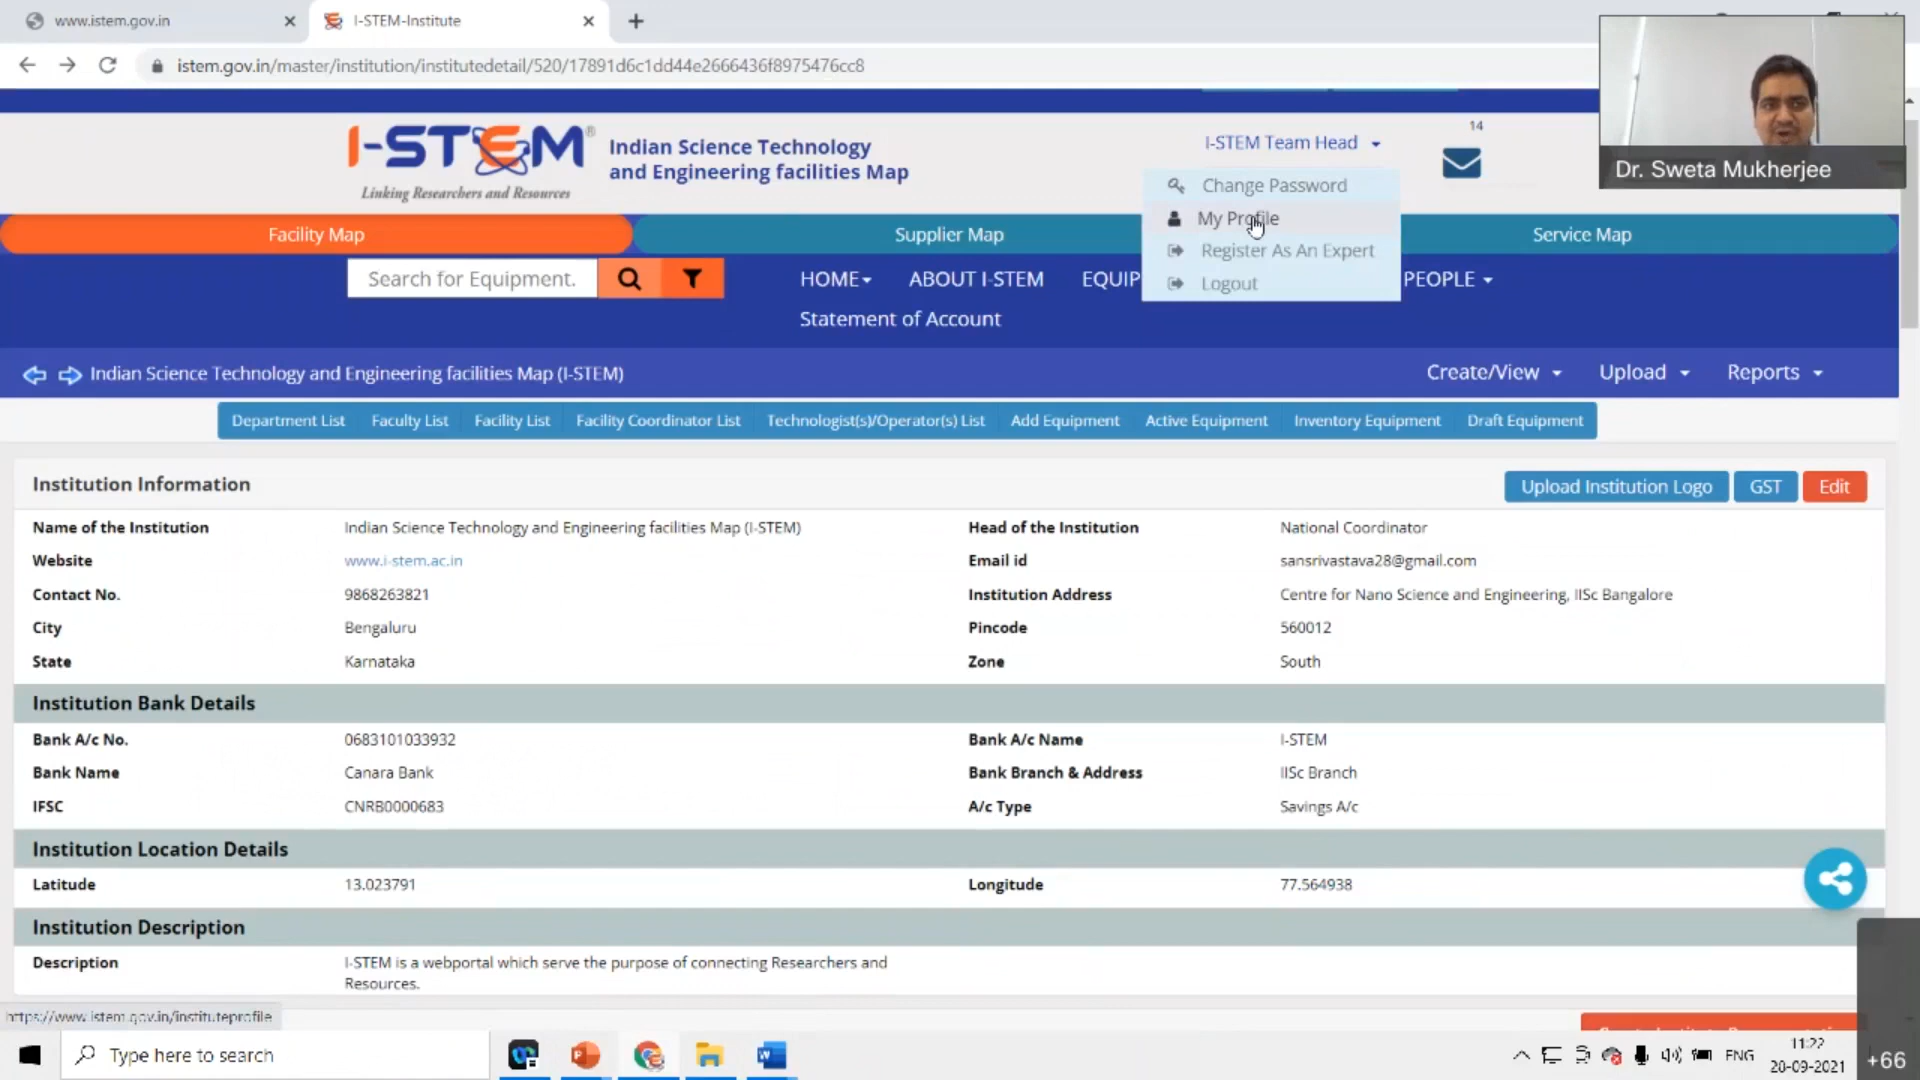 www.istem.gov.in
I-STEM-Institute
istem.gov.in/master/institution/institutedetail/520/17891d6c1dd44e2666436f8975476cc8
I-STEM
Linking Researchers and Resources
Indian Science Technology
and Engineering facilities Map
I-STEM Team Head
14
Dr. Sweta Mukherjee
Change Password
My Profile
Register As An Expert
Logout
Facility Map
Supplier Map
Service Map
Search for Equipment.
HOME
ABOUT I-STEM
EQUIP
PEOPLE
Statement of Account
Indian Science Technology and Engineering facilities Map (I-STEM)
Create/View
Upload
Reports
Department List
Faculty List
Facility List
Facility Coordinator List
Technologist(s)/Operator(s) List
Add Equipment
Active Equipment
Inventory Equipment
Draft Equipment
Institution Information
Upload Institution Logo
GST
Edit
Name of the Institution Indian Science Technology and Engineering facilities Map (I-STEM) Head of the Institution National Coordinator
Website www.i-stem.ac.in Email id sansrivastava28@gmail.com
Contact No. 9868263821 Institution Address Centre for Nano Science and Engineering, IISc Bangalore
City Bengaluru Pincode 560012
State Karnataka Zone South
Institution Bank Details
Bank A/c No. 0683101033932 Bank A/c Name I-STEM
Bank Name Canara Bank Bank Branch & Address IISc Branch
IFSC CNRB0000683 A/c Type Savings A/c
Institution Location Details
Latitude 13.023791 Longitude 77.564938
Institution Description
Description I-STEM is a webportal which serve the purpose of connecting Researchers and
Resources.
https://www.istem.gov.in/instituteprofile
Type here to search
ENG
11:22
20-09-2021
+66